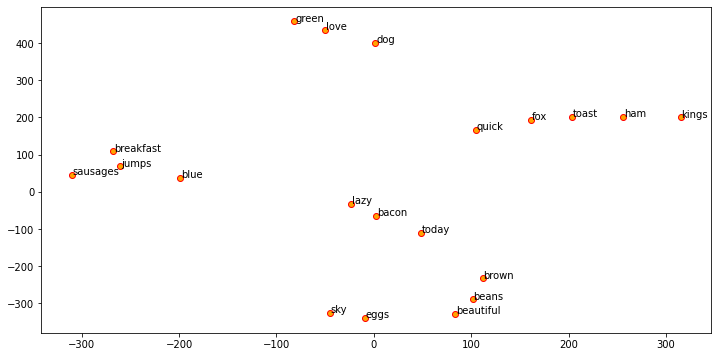 green
love
dog
400
300
200
100
0
−100
−200
−300
quick
fox
toast
ham
kings
breakfast
jumps
sausages
blue
lazy
bacon
today
brown
beans
beautiful
sky
eggs
−300
−200
−100
0
100
200
300